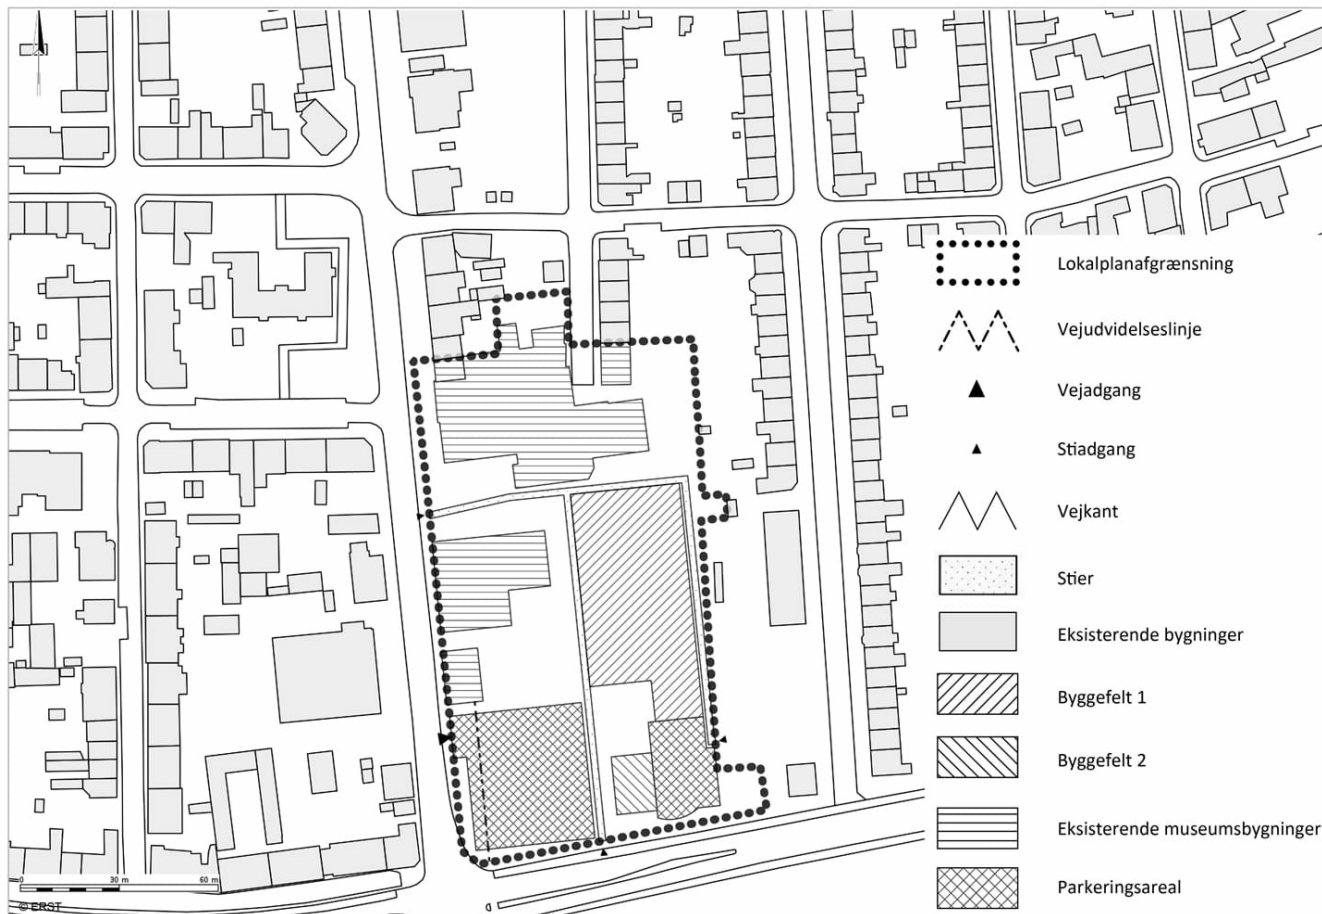 Lokalplanafgrænsning
Vejudvidelseslinje
Vejadgang
Stiadgang
Vejkant
Stier
Eksisterende bygninger
Byggefelt 1
Byggefelt 2
Eksisterende museumsbygninger
Parkeringsareal
0 30 m 60 m
© ERST